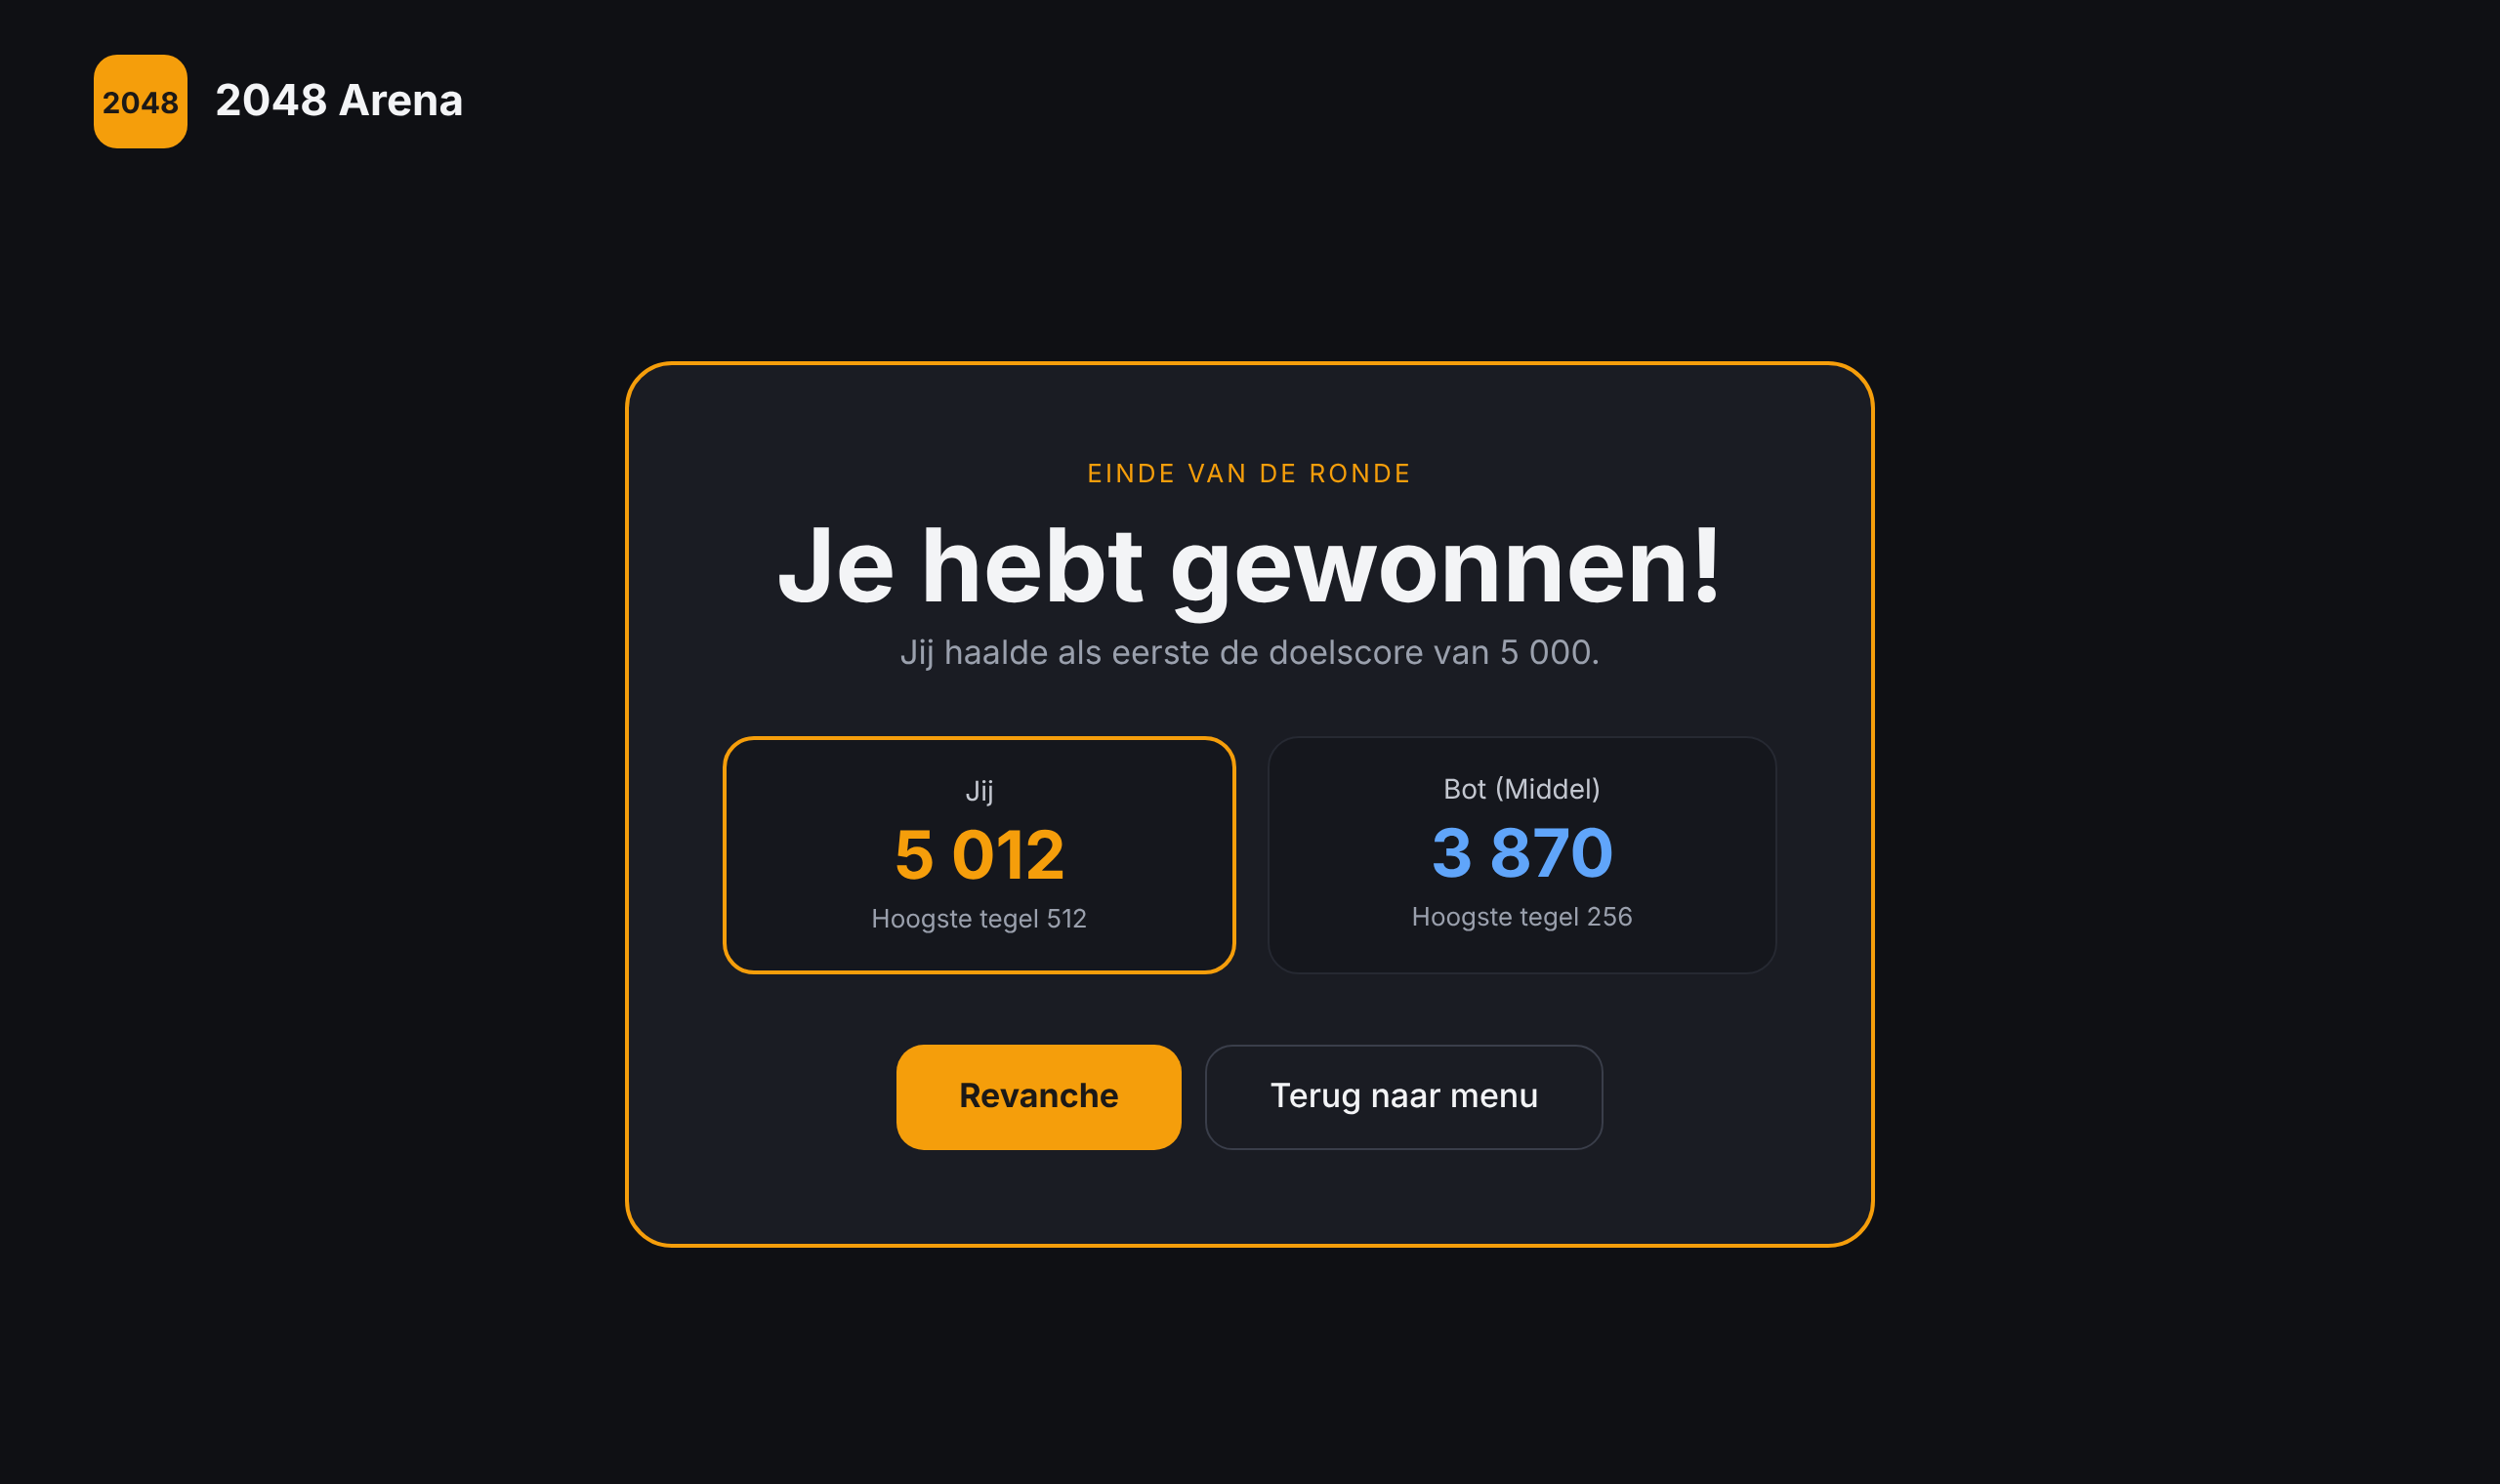 2048
2048 Arena
EINDE VAN DE RONDE
Je hebt gewonnen!
Jij haalde als eerste de doelscore van 5 000.
Jij
5 012
Hoogste tegel 512
Bot (Middel)
3 870
Hoogste tegel 256
Revanche
Terug naar menu